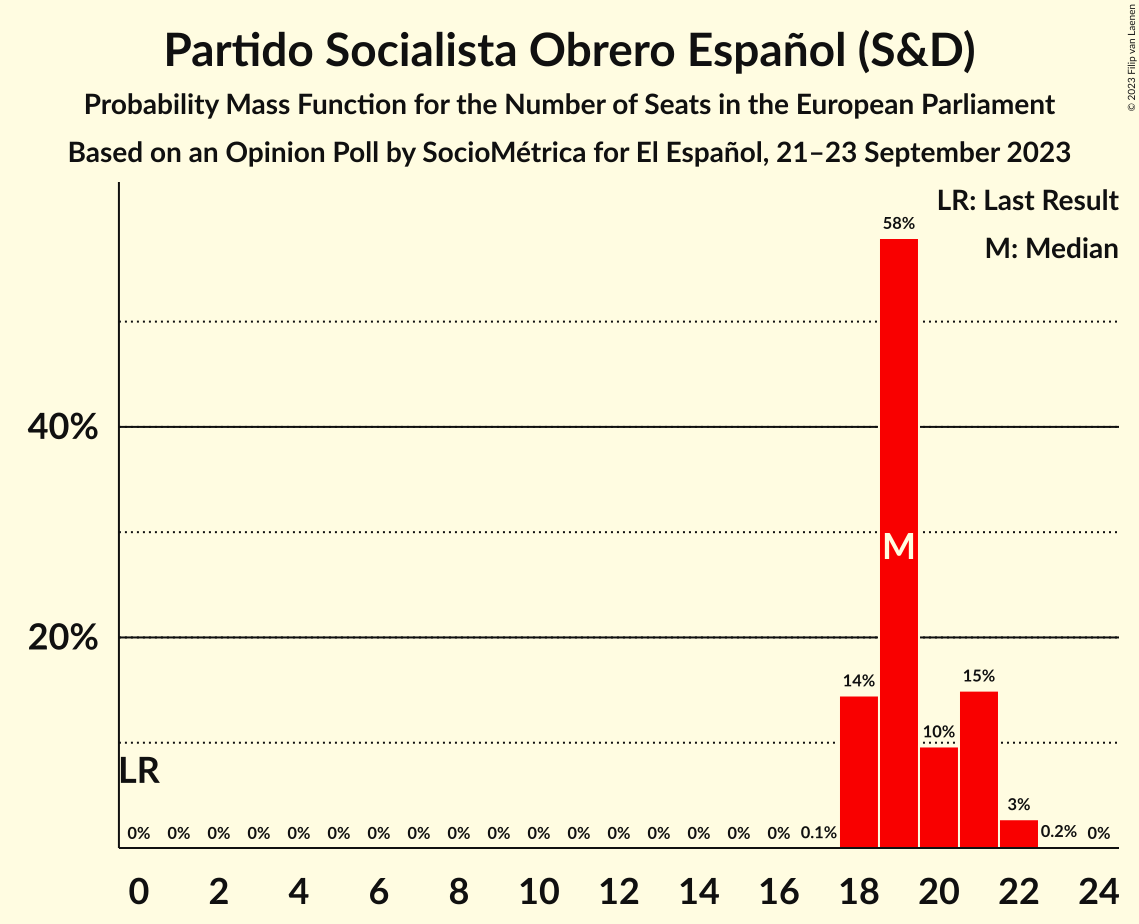 Partido Socialista Obrero Español (S&D)
Probability Mass Function for the Number of Seats in the European Parliament
Based on an Opinion Poll by SocioMétrica for El Español, 21–23 September 2023
© 2023 Filip van Laenen
LR: Last Result
M: Median
58%
40%
M
20%
14%
15%
10%
LR
3%
0% 0% 0% 0% 0% 0% 0% 0% 0% 0% 0% 0% 0% 0% 0% 0% 0% 0.1% 0.2% 0%
0 2 4 6 8 10 12 14 16 18 20 22 24